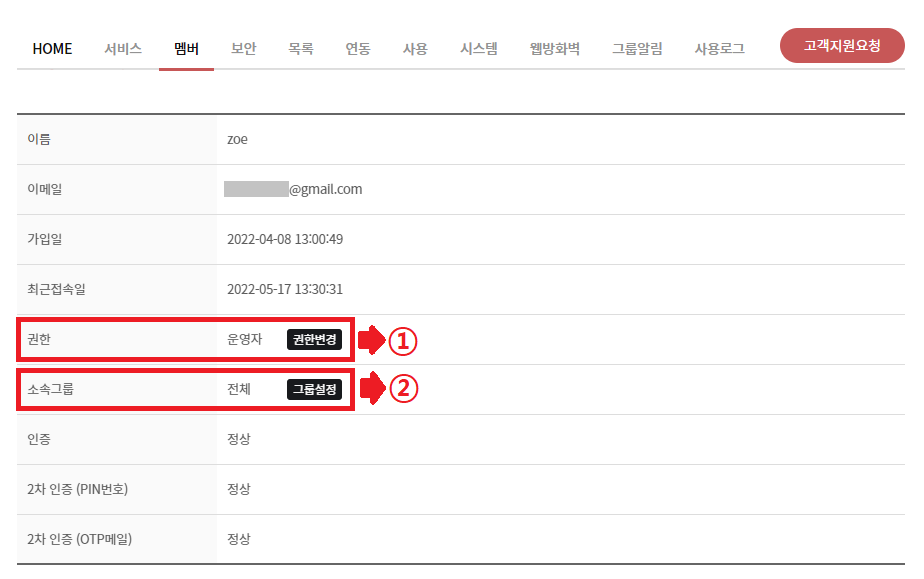 HOME 서비스 멤버 보안 목록 연동 사용 시스템 웹방화벽 그룹알림 사용로그 고객지원요청
이름 zoe
이메일 @gmail.com
가입일 2022-04-08 13:00:49
최근접속일 2022-05-17 13:30:31
권한 운영자 권한변경 ①
소속그룹 전체 그룹설정 ②
인증 정상
2차 인증 (PIN번호) 정상
2차 인증 (OTP메일) 정상